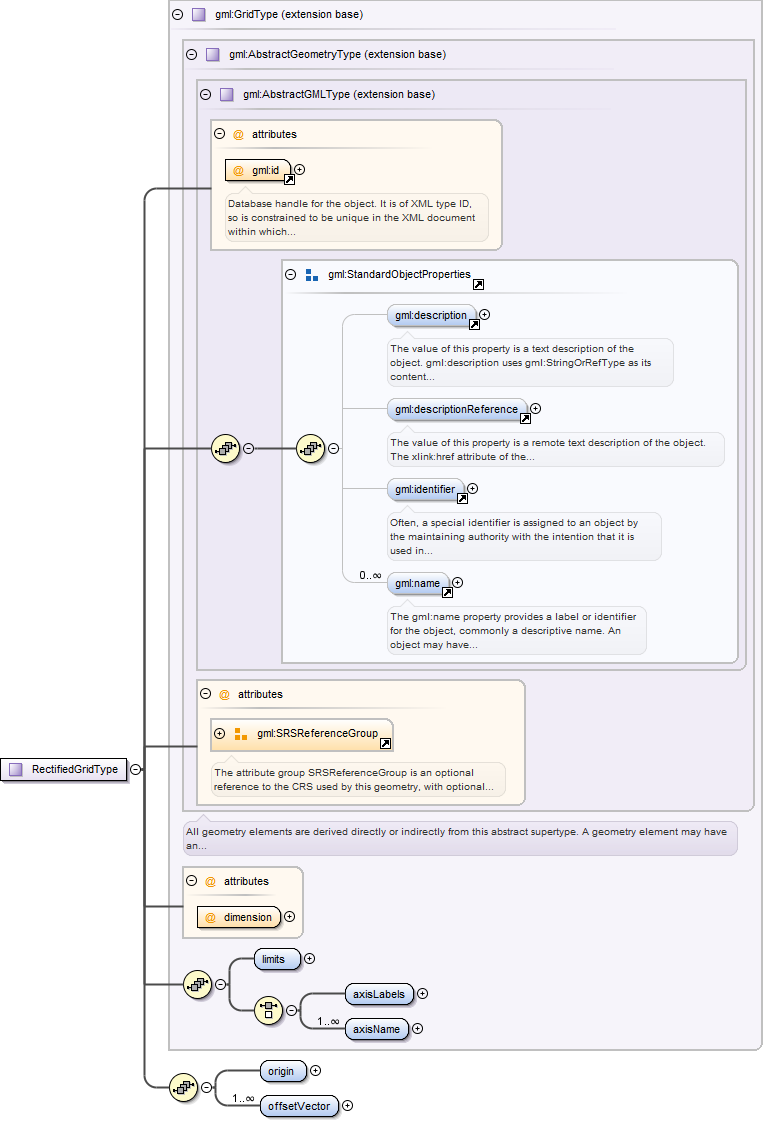 gml:GridType (extension base)
gml:AbstractGeometryType (extension base)
gml:AbstractGMLType (extension base)
@ attributes
@ gml:id
Database handle for the object. It is of XML type ID,
so is constrained to be unique in the XML document
within which...
gml:StandardObjectProperties
gml:description
The value of this property is a text description of the
object. gml:description uses gml:StringOrRefType as its
content...
gml:descriptionReference
The value of this property is a remote text description of the object.
The xlink:href attribute of the...
gml:identifier
Often, a special identifier is assigned to an object by
the maintaining authority with the intention that it is
used in...
0..∞
gml:name
The gml:name property provides a label or identifier
for the object, commonly a descriptive name. An
object may have...
@ attributes
gml:SRSReferenceGroup
RectifiedGridType
The attribute group SRSReferenceGroup is an optional
reference to the CRS used by this geometry, with optional...
All geometry elements are derived directly or indirectly from this abstract supertype. A geometry element may have
an...
@ attributes
@ dimension
limits
axisLabels
1..∞
axisName
origin
1..∞
offsetVector